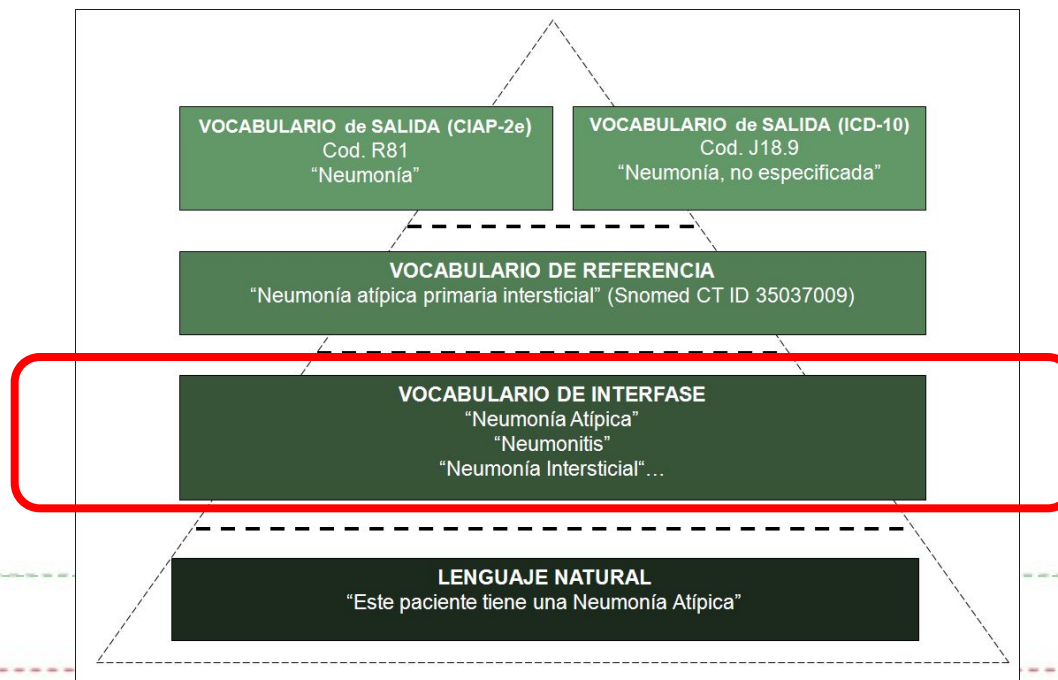 VOCABULARIO de SALIDA (CIAP-2e)
Cod. R81
“Neumonía”
VOCABULARIO de SALIDA (ICD-10)
Cod. J18.9
“Neumonía, no especificada”
VOCABULARIO DE REFERENCIA
“Neumonía atípica primaria intersticial” (Snomed CT ID 35037009)
VOCABULARIO DE INTERFASE
“Neumonía Atípica”
“Neumonitis”
“Neumonía Intersticial“…
LENGUAJE NATURAL
“Este paciente tiene una Neumonía Atípica”